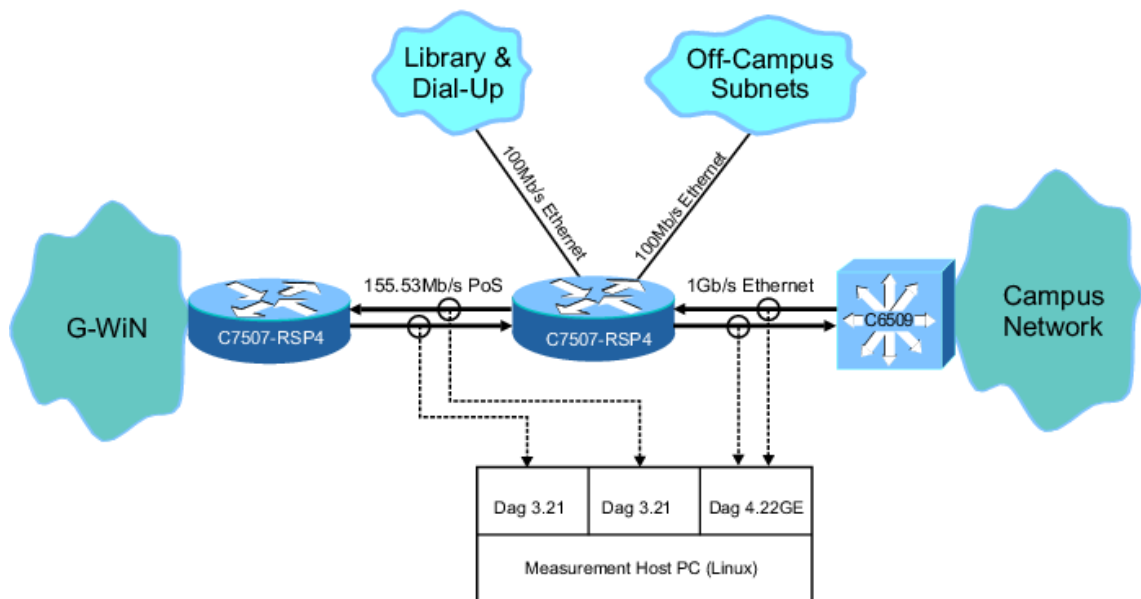 Library &
Dial-Up
Off-Campus
Subnets
100Mb/s Ethernet
100Mb/s Ethernet
155.53Mb/s PoS
1Gb/s Ethernet
G-WiN
C7507-RSP4
C7507-RSP4
C6509
Campus
Network
Dag 3.21
Dag 3.21
Dag 4.22GE
Measurement Host PC (Linux)